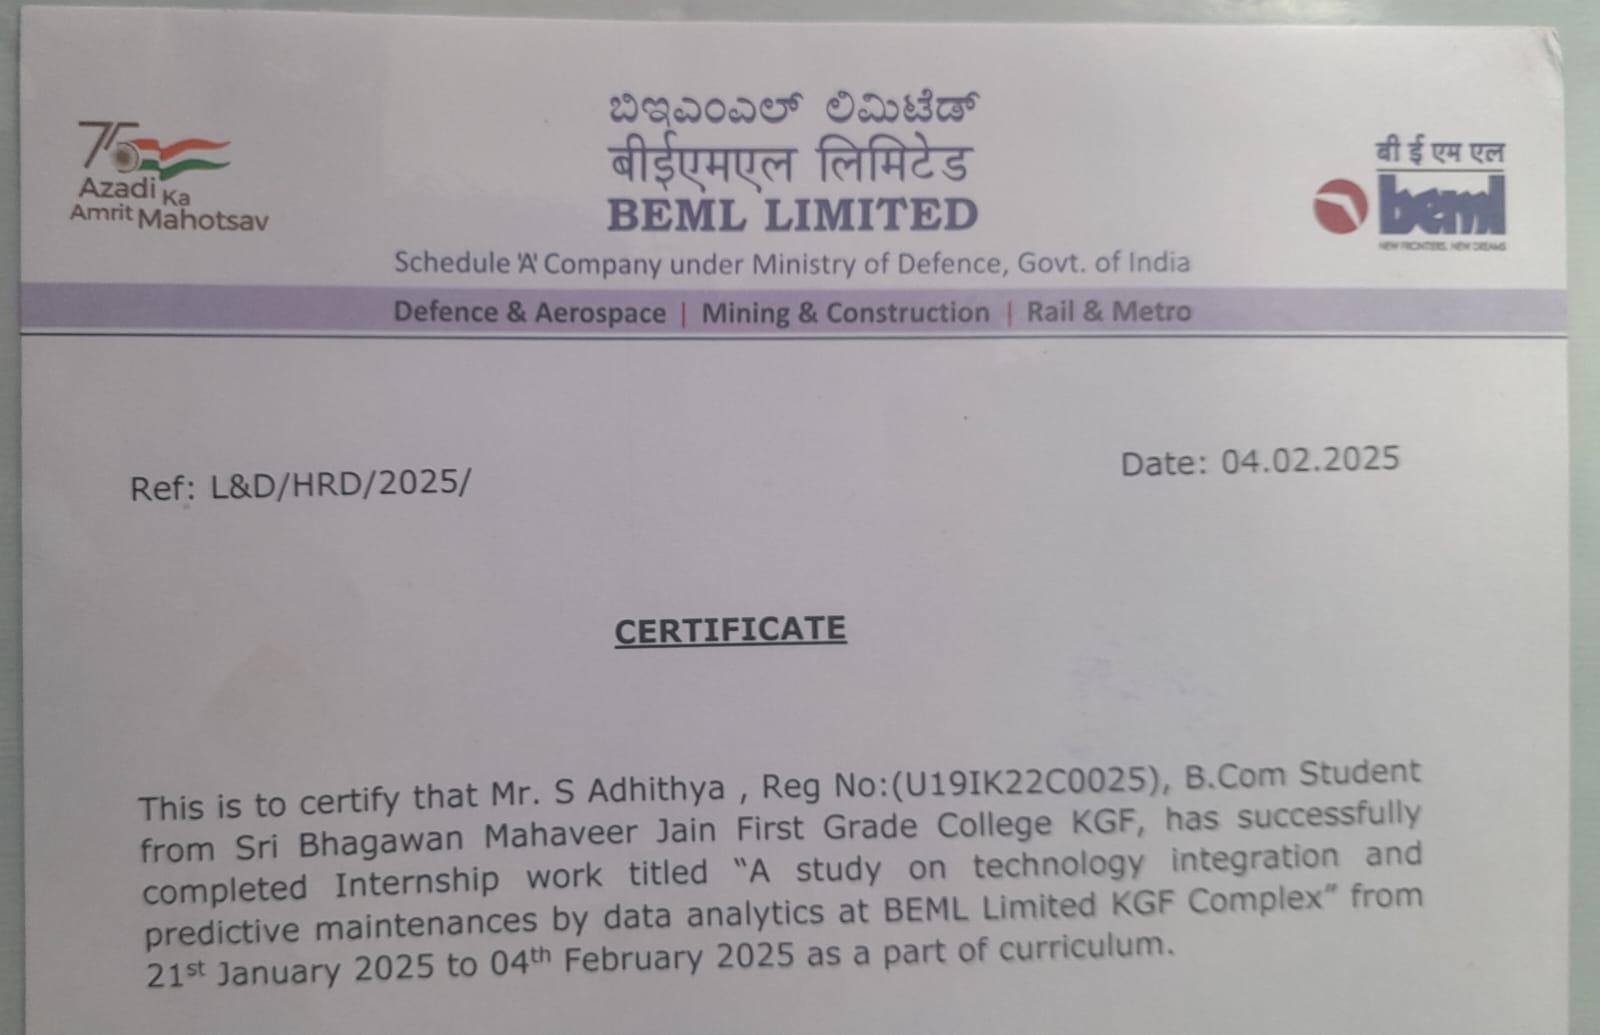 75
Azadi Ka
Amrit Mahotsav
ಬಿಇಎಂಎಲ್ ಲಿಮಿಟೆಡ್
बीईएमएल लिमिटेड
BEML LIMITED
Schedule 'A' Company under Ministry of Defence, Govt. of India
बी ई एम एल
beml
NEW FRONTIERS. NEW DREAMS
Defence & Aerospace | Mining & Construction | Rail & Metro
Ref: L&D/HRD/2025/
Date: 04.02.2025
CERTIFICATE
This is to certify that Mr. S Adhithya , Reg No:(U19IK22C0025), B.Com Student
from Sri Bhagawan Mahaveer Jain First Grade College KGF, has successfully
completed Internship work titled “A study on technology integration and
predictive maintenances by data analytics at BEML Limited KGF Complex” from
21st January 2025 to 04th February 2025 as a part of curriculum.